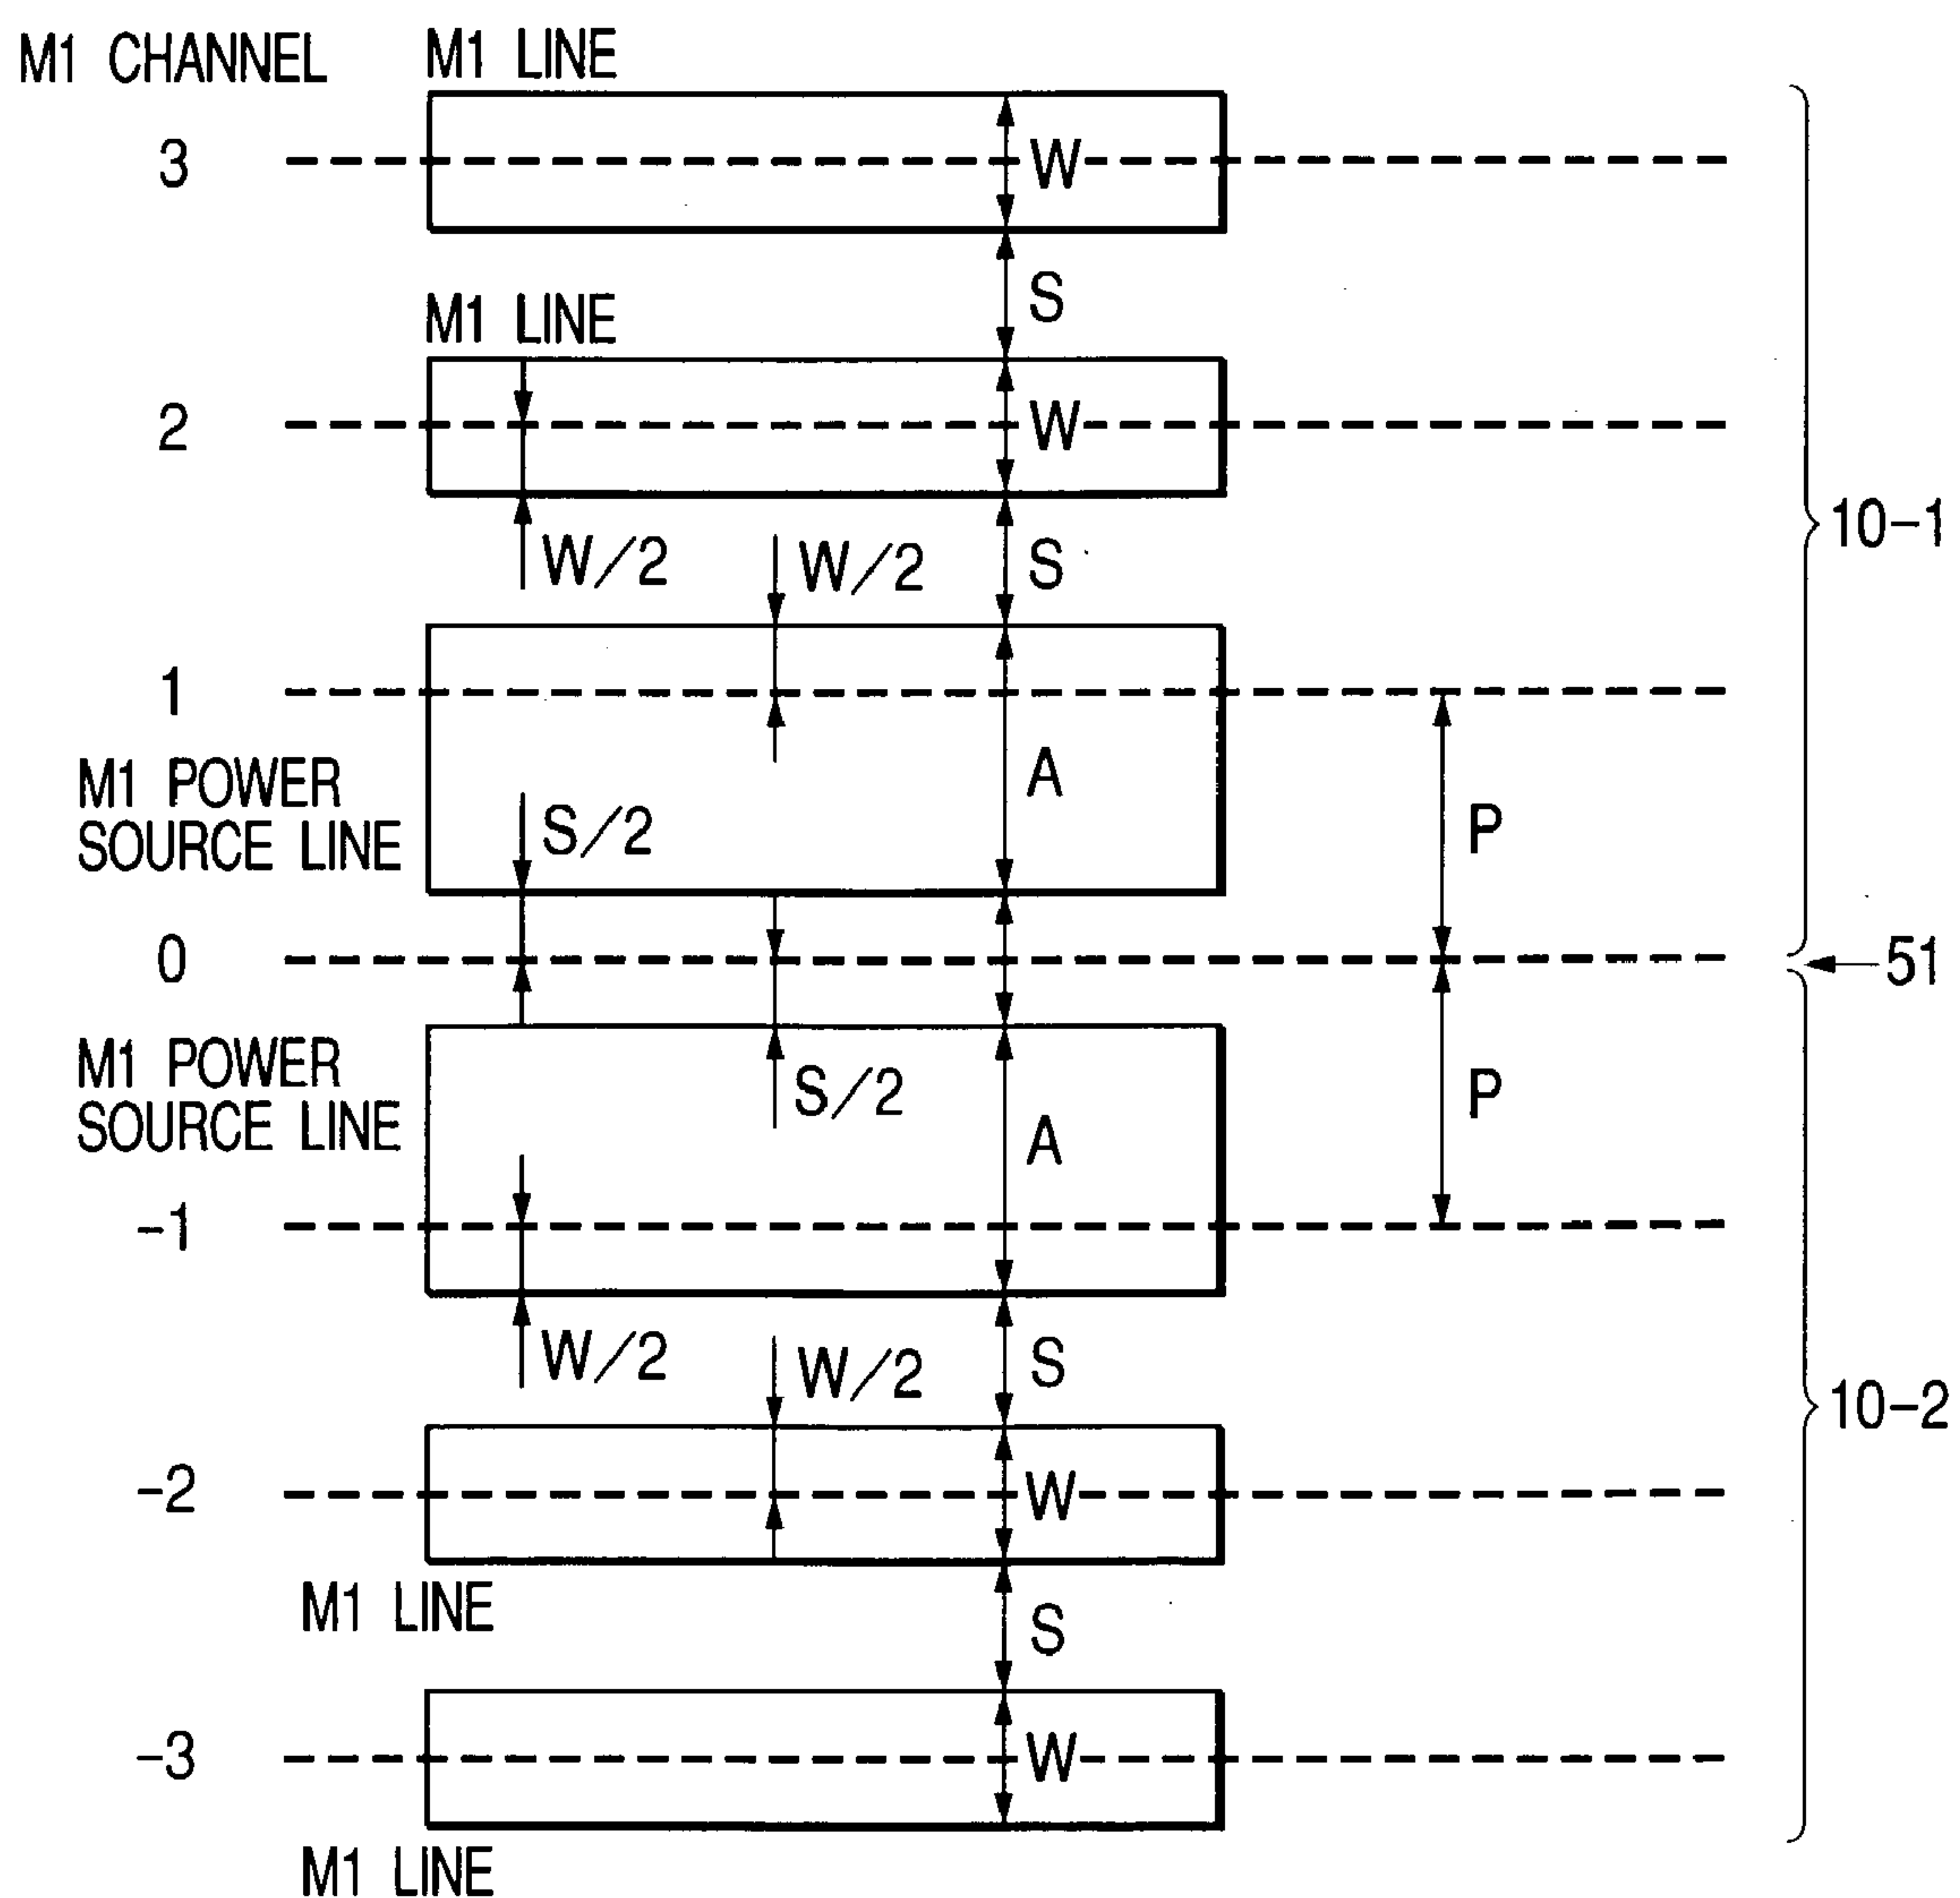 M1 CHANNEL
M1 LINE
3
W
S
M1 LINE
2
W
10-1
W/2
W/2
S
1
A
M1 POWER
SOURCE LINE
S/2
P
0
51
M1 POWER
SOURCE LINE
S/2
P
A
-1
W/2
W/2
S
10-2
-2
W
M1 LINE
S
-3
W
M1 LINE